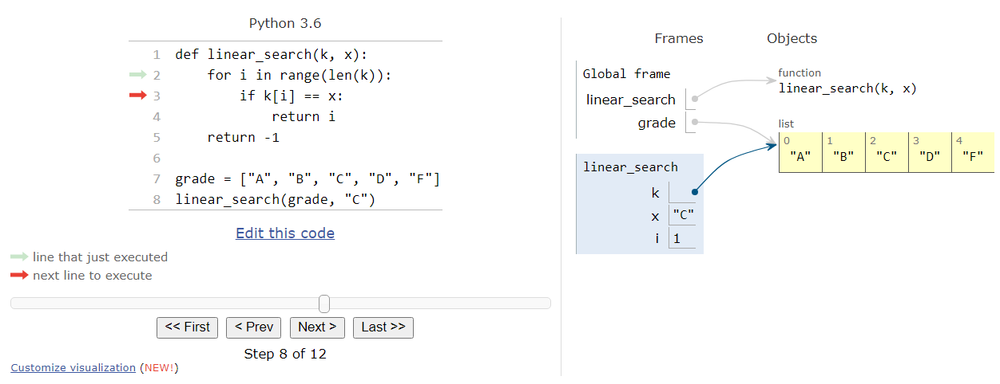 Python 3.6
1 def linear_search(k, x):
2     for i in range(len(k)):
3         if k[i] == x:
4             return i
5     return -1
6
7 grade = ["A", "B", "C", "D", "F"]
8 linear_search(grade, "C")
Edit this code
line that just executed
next line to execute
<< First < Prev Next > Last >>
Step 8 of 12
Customize visualization (NEW!)
Frames Objects
Global frame
linear_search
grade
function
linear_search(k, x)
list
0 1 2 3 4
"A" "B" "C" "D" "F"
linear_search
k
x "C"
i 1